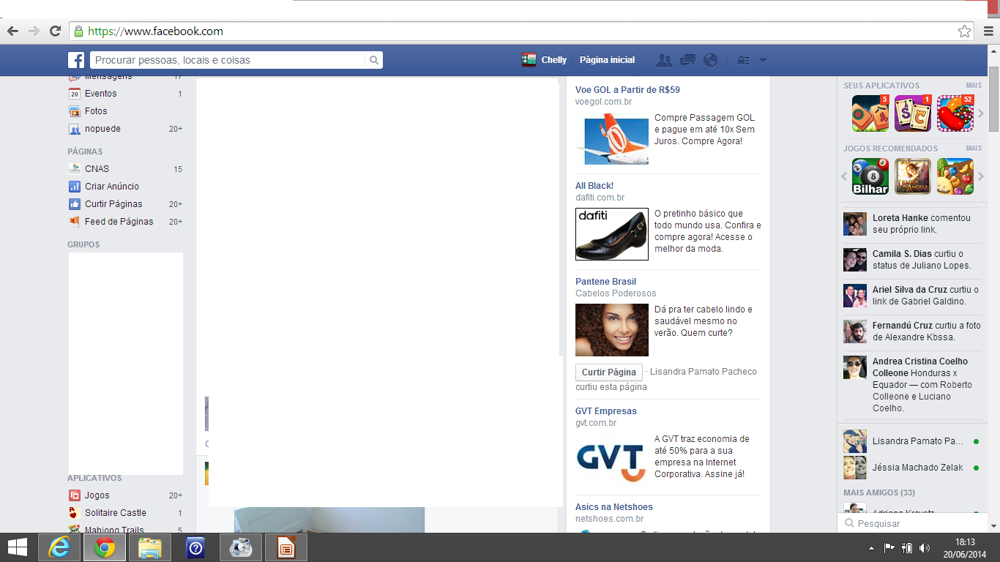 https://www.facebook.com
Procurar pessoas, locais e coisas
Chelly
Página inicial
Mensagens 17
Eventos 1
20
Fotos
nopuede 20+
PÁGINAS
CNAS 15
Criar Anúncio
Curtir Páginas 20+
Feed de Páginas 20+
GRUPOS
APLICATIVOS
Jogos 20+
Solitaire Castle 1
Mahjong Trails 5
Voe GOL a Partir de R$59
voegol.com.br
Compre Passagem GOL
e pague em até 10x Sem
Juros. Compre Agora!
All Black!
dafiti.com.br
dafiti
O pretinho básico que
todo mundo usa. Confira e
compre agora! Acesse o
melhor da moda.
Pantene Brasil
Cabelos Poderosos
Dá pra ter cabelo lindo e
saudável mesmo no
verão. Quem curte?
Curtir Página · Lisandra Pamato Pacheco
curtiu esta página
GVT Empresas
gvt.com.br
GVT
A GVT traz economia de
até 50% para a sua
empresa na Internet
Corporativa. Assine já!
Asics na Netshoes
netshoes.com.br
SEUS APLICATIVOS MAIS
5 1 52
S C
JOGOS RECOMENDADOS MAIS
2 8 3
Bilhar
ANGELS
Loreta Hanke comentou
seu próprio link.
Camila S. Dias curtiu o
status de Juliano Lopes.
Ariel Silva da Cruz curtiu o
link de Gabriel Galdino.
Fernandú Cruz curtiu a foto
de Alexandre Kbssa.
Andrea Cristina Coelho
Colleone Honduras x
Equador — com Roberto
Colleone e Luciano
Coelho.
Lisandra Pamato Pa...
Jéssia Machado Zelak
MAIS AMIGOS (33)
Pesquisar
18:13
20/06/2014